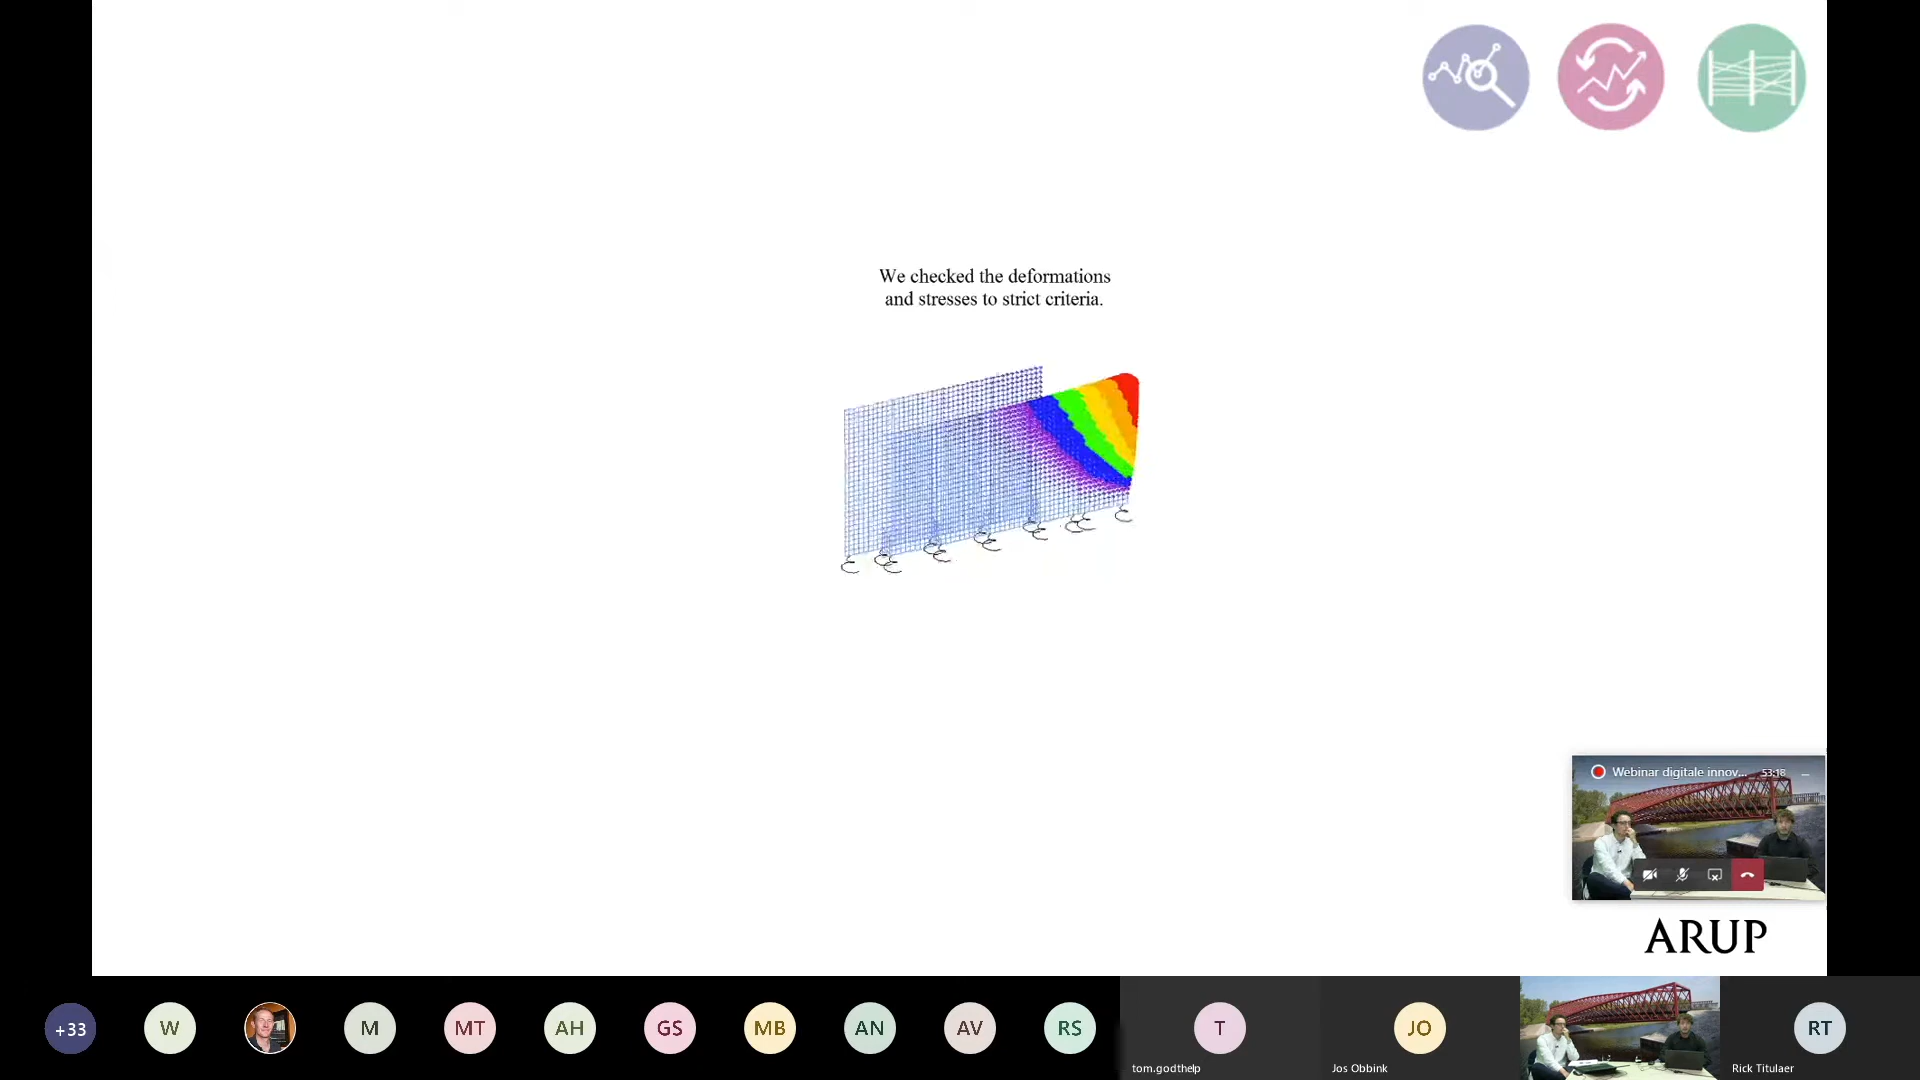 We checked the deformations
and stresses to strict criteria.
Webinar digitale innov... 53:18
ARUP
+33
W
M
MT
AH
GS
MB
AN
AV
RS
T
tom.godthelp
JO
Jos Obbink
RT
Rick Titulaer